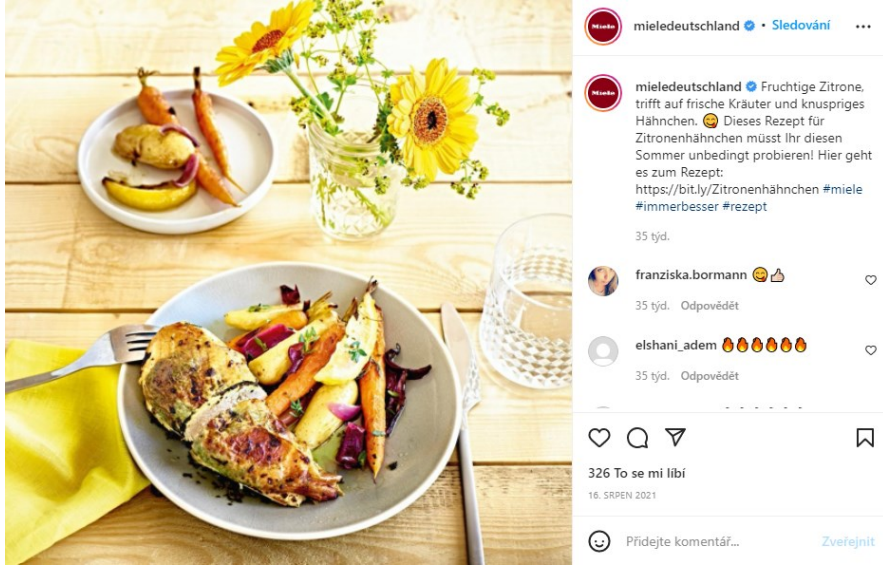 Miele mieledeutschland • Sledování
Miele mieledeutschland Fruchtige Zitrone,
trifft auf frische Kräuter und knuspriges
Hähnchen. 😋 Dieses Rezept für
Zitronenhähnchen müsst Ihr diesen
Sommer unbedingt probieren! Hier geht
es zum Rezept:
https://bit.ly/Zitronenhähnchen #miele
#immerbesser #rezept
35 týd.
franziska.bormann 😋👍🏻
35 týd. Odpovědět
elshani_adem 🔥🔥🔥🔥🔥🔥
35 týd. Odpovědět
326 To se mi líbí
16. SRPEN 2021
Přidejte komentář... Zveřejnit